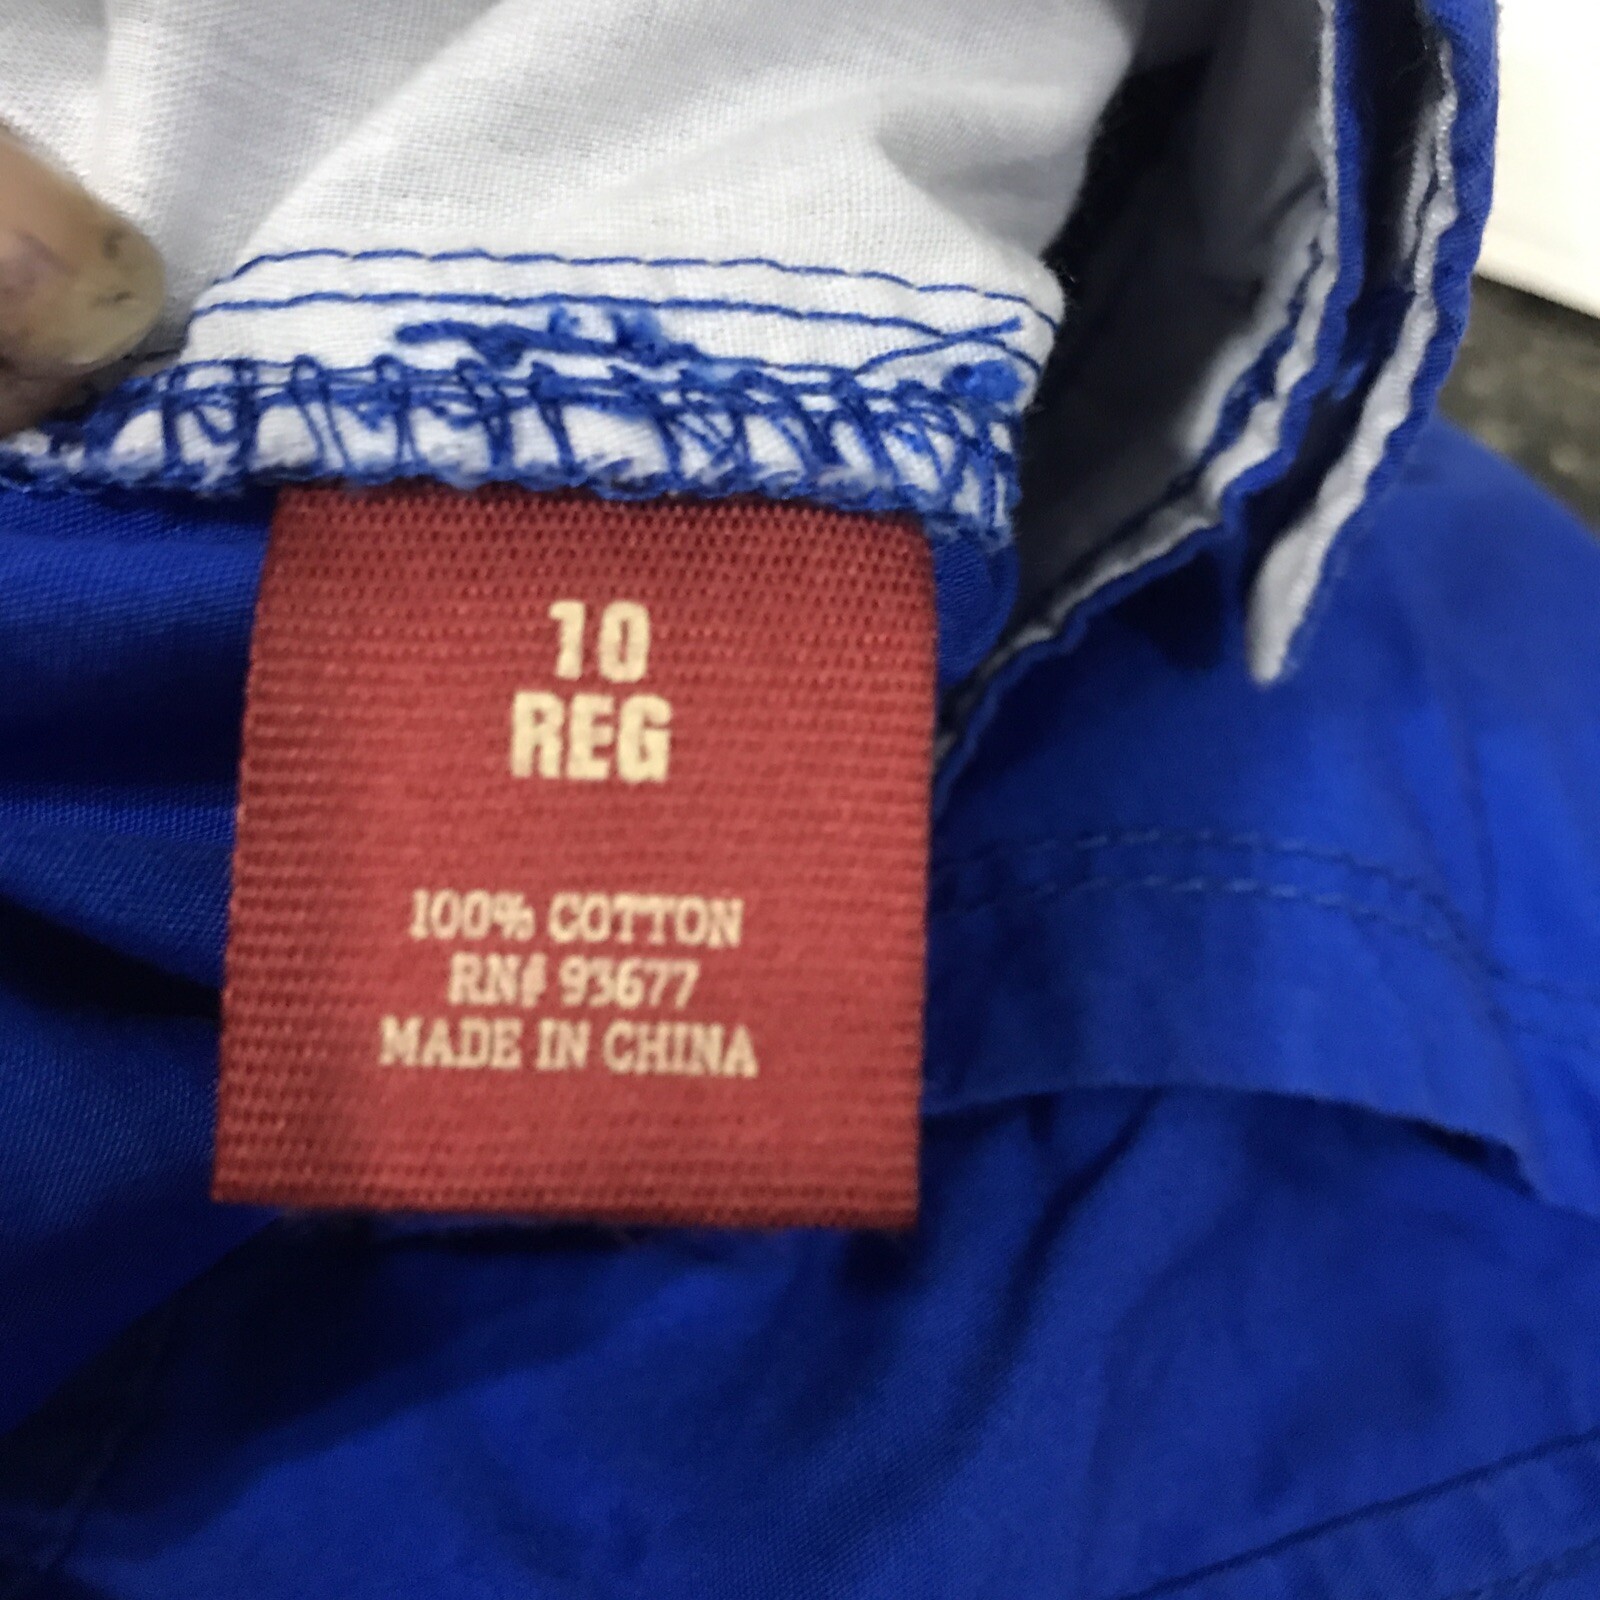 10
REG
100% COTTON
RN# 93677
MADE IN CHINA